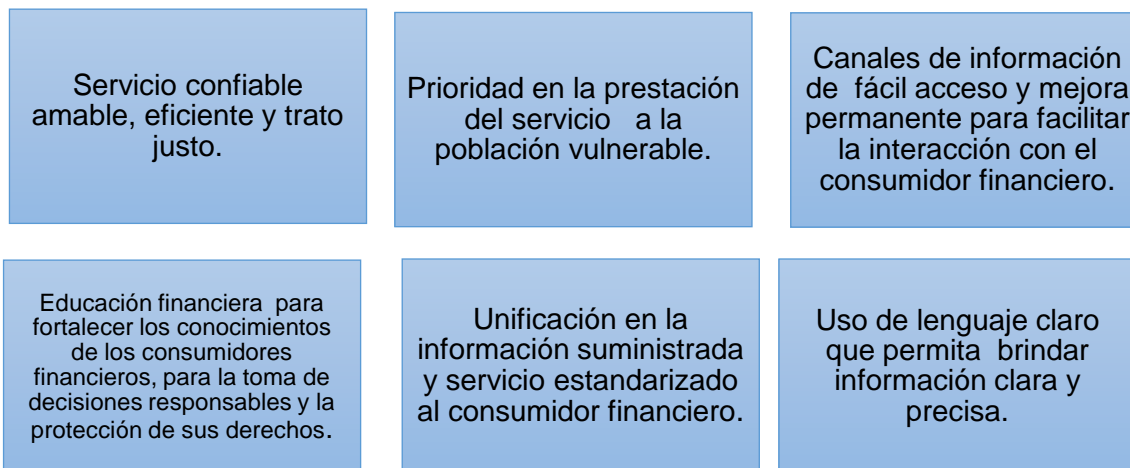 Servicio confiable
amable, eficiente y trato
justo.
Prioridad en la prestación
del servicio a la
población vulnerable.
Canales de información
de fácil acceso y mejora
permanente para facilitar
la interacción con el
consumidor financiero.
Educación financiera para
fortalecer los conocimientos
de los consumidores
financieros, para la toma de
decisiones responsables y la
protección de sus derechos.
Unificación en la
información suministrada
y servicio estandarizado
al consumidor financiero.
Uso de lenguaje claro
que permita brindar
información clara y
precisa.